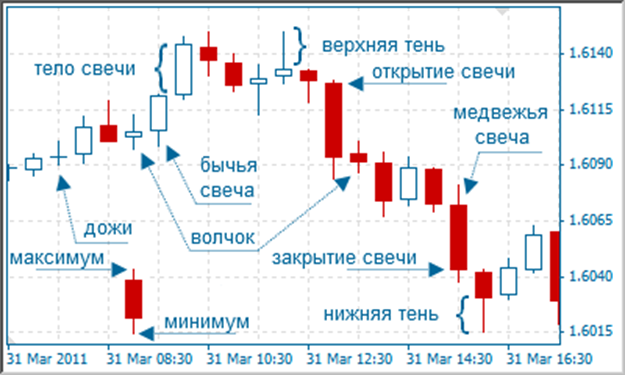 верхняя тень
1.6140
тело свечи
открытие свечи
1.6115
медвежья
свеча
бычья
свеча
1.6090
дожи
волчок
1.6065
максимум
закрытие свечи
1.6040
минимум
нижняя тень
1.6015
31 Mar 2011
31 Mar 08:30
31 Mar 10:30
31 Mar 12:30
31 Mar 14:30
31 Mar 16:30